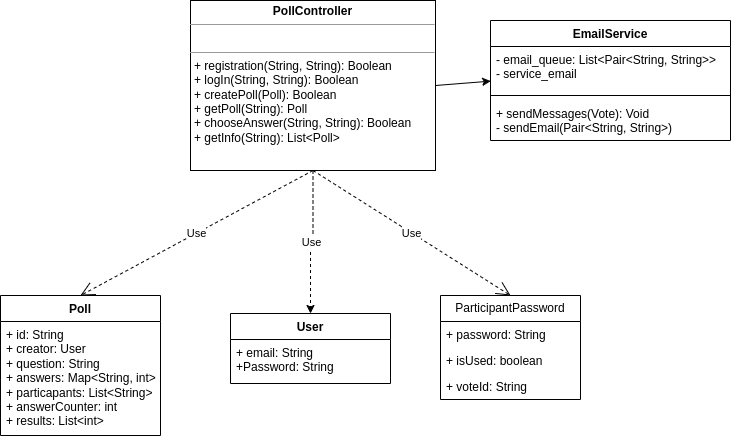 PollController
+ registration(String, String): Boolean
+ logIn(String, String): Boolean
+ createPoll(Poll): Boolean
+ getPoll(String): Poll
+ chooseAnswer(String, String): Boolean
+ getInfo(String): List<Poll>
EmailService
- email_queue: List<Pair<String, String>>
- service_email
+ sendMessages(Vote): Void
- sendEmail(Pair<String, String>)
Use
Use
Use
Poll
+ id: String
+ creator: User
+ question: String
+ answers: Map<String, int>
+ particapants: List<String>
+ answerCounter: int
+ results: List<int>
User
+ email: String
+Password: String
ParticipantPassword
+ password: String
+ isUsed: boolean
+ voteId: String